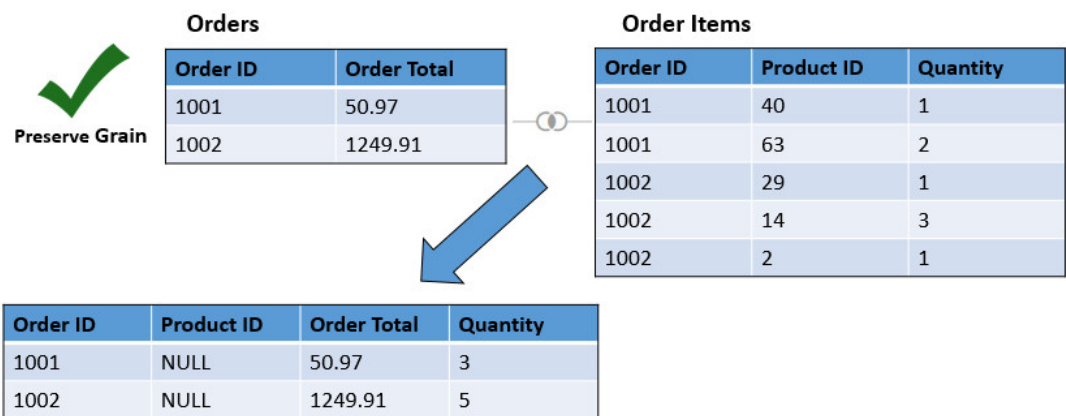 Orders
Order ID Order Total
1001 50.97
1002 1249.91
Preserve Grain
Order Items
Order ID Product ID Quantity
1001 40 1
1001 63 2
1002 29 1
1002 14 3
1002 2 1
Order ID Product ID Order Total Quantity
1001 NULL 50.97 3
1002 NULL 1249.91 5